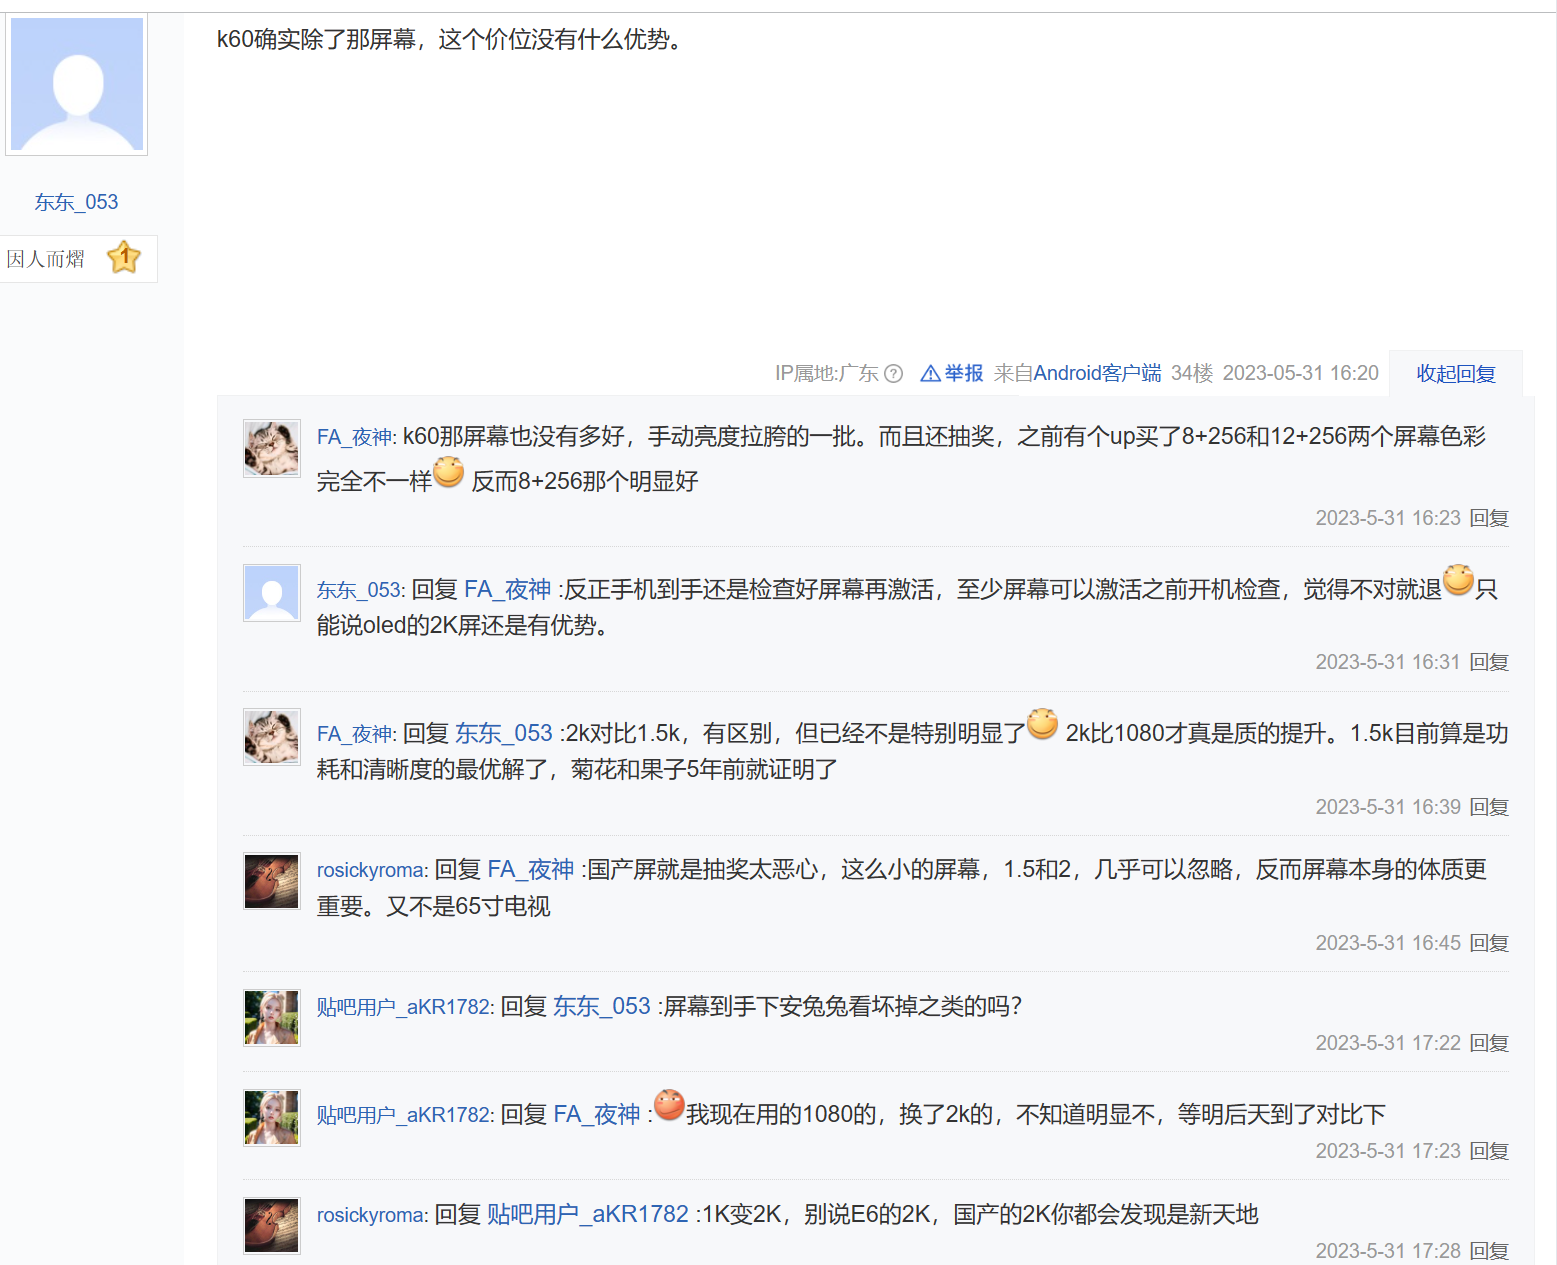 k60确实除了那屏幕，这个价位没有什么优势。
东东_053
因人而熠 1
IP属地:广东 ? 举报 来自Android客户端 34楼 2023-05-31 16:20 收起回复
FA_夜神: k60那屏幕也没有多好，手动亮度拉胯的一批。而且还抽奖，之前有个up买了8+256和12+256两个屏幕色彩
完全不一样 反而8+256那个明显好
2023-5-31 16:23 回复
东东_053: 回复 FA_夜神 :反正手机到手还是检查好屏幕再激活，至少屏幕可以激活之前开机检查，觉得不对就退只
能说oled的2K屏还是有优势。
2023-5-31 16:31 回复
FA_夜神: 回复 东东_053 :2k对比1.5k，有区别，但已经不是特别明显了 2k比1080才真是质的提升。1.5k目前算是功
耗和清晰度的最优解了，菊花和果子5年前就证明了
2023-5-31 16:39 回复
rosickyroma: 回复 FA_夜神 :国产屏就是抽奖太恶心，这么小的屏幕，1.5和2，几乎可以忽略，反而屏幕本身的体质更
重要。又不是65寸电视
2023-5-31 16:45 回复
贴吧用户_aKR1782: 回复 东东_053 :屏幕到手下安兔兔看坏掉之类的吗？
2023-5-31 17:22 回复
贴吧用户_aKR1782: 回复 FA_夜神 :我现在用的1080的，换了2k的，不知道明显不，等明后天到了对比下
2023-5-31 17:23 回复
rosickyroma: 回复 贴吧用户_aKR1782 :1K变2K，别说E6的2K，国产的2K你都会发现是新天地
2023-5-31 17:28 回复